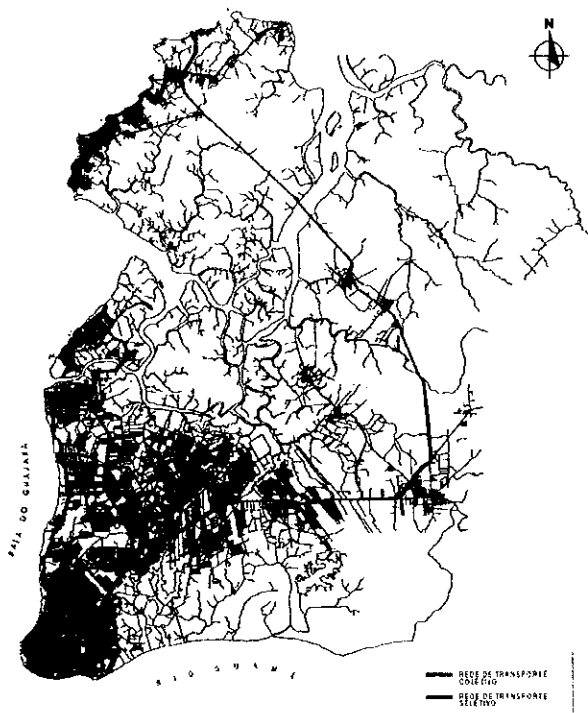 N
BAIA DO GUAJARÁ
RIO GUAMÁ
REDE DE TRANSPORTE
COLETIVO
REDE DE TRANSPORTE
SELETIVO